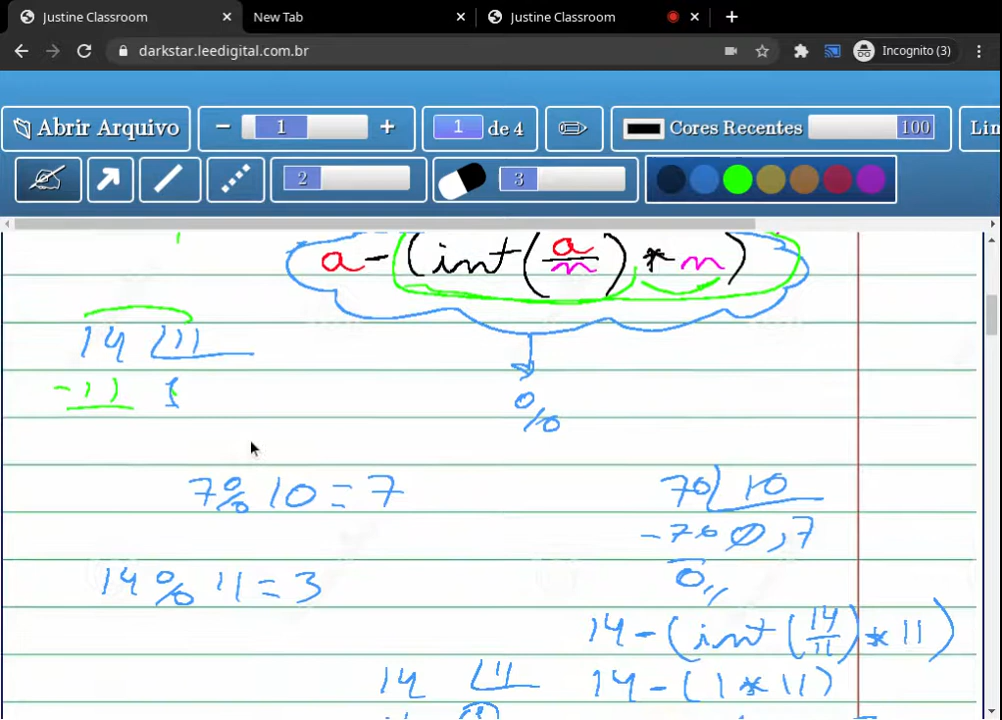 Justine Classroom New Tab Justine Classroom
darkstar.leedigital.com.br Incognito (3)
Abrir Arquivo − 1 + 1 de 4 Cores Recentes 100 Lin
2 3
a - (int(a/n) * n)
14 11
-11 1
%
7 % 10 = 7
70 10
-70 0,7
0
14 % 11 = 3
14 - (int(14/11) * 11)
14 11
14 - (1 * 11)